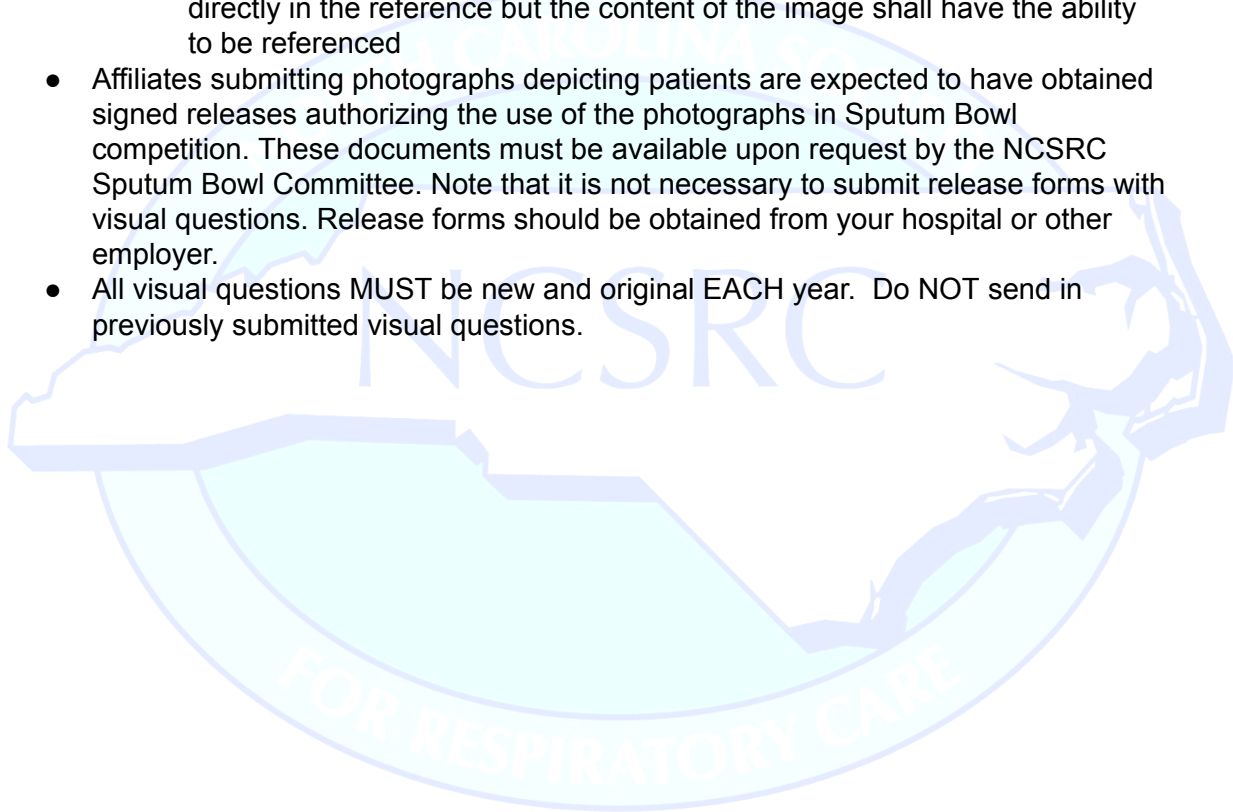 directly in the reference but the content of the image shall have the ability
to be referenced
● Affiliates submitting photographs depicting patients are expected to have obtained
signed releases authorizing the use of the photographs in Sputum Bowl
competition. These documents must be available upon request by the NCSRC
Sputum Bowl Committee. Note that it is not necessary to submit release forms with
visual questions. Release forms should be obtained from your hospital or other
employer.
● All visual questions MUST be new and original EACH year.  Do NOT send in
previously submitted visual questions.
NCSRC
FOR RESPIRATORY CARE